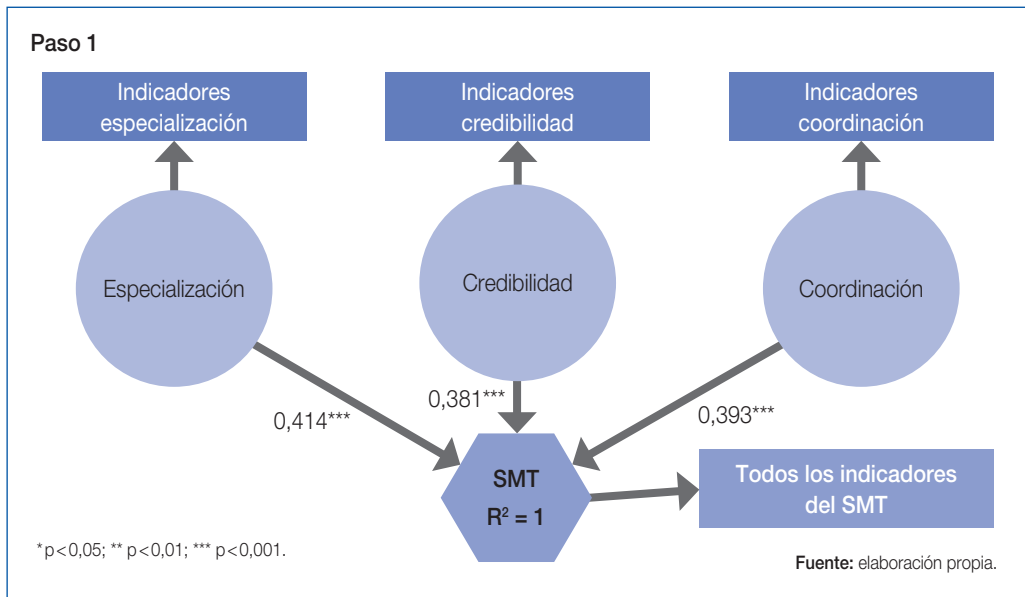 Paso 1
Indicadores
especialización
Indicadores
credibilidad
Indicadores
coordinación
Especialización
Credibilidad
Coordinación
0,414***
0,381***
0,393***
SMT
R² = 1
Todos los indicadores
del SMT
*p<0,05; ** p<0,01; *** p<0,001.
Fuente: elaboración propia.